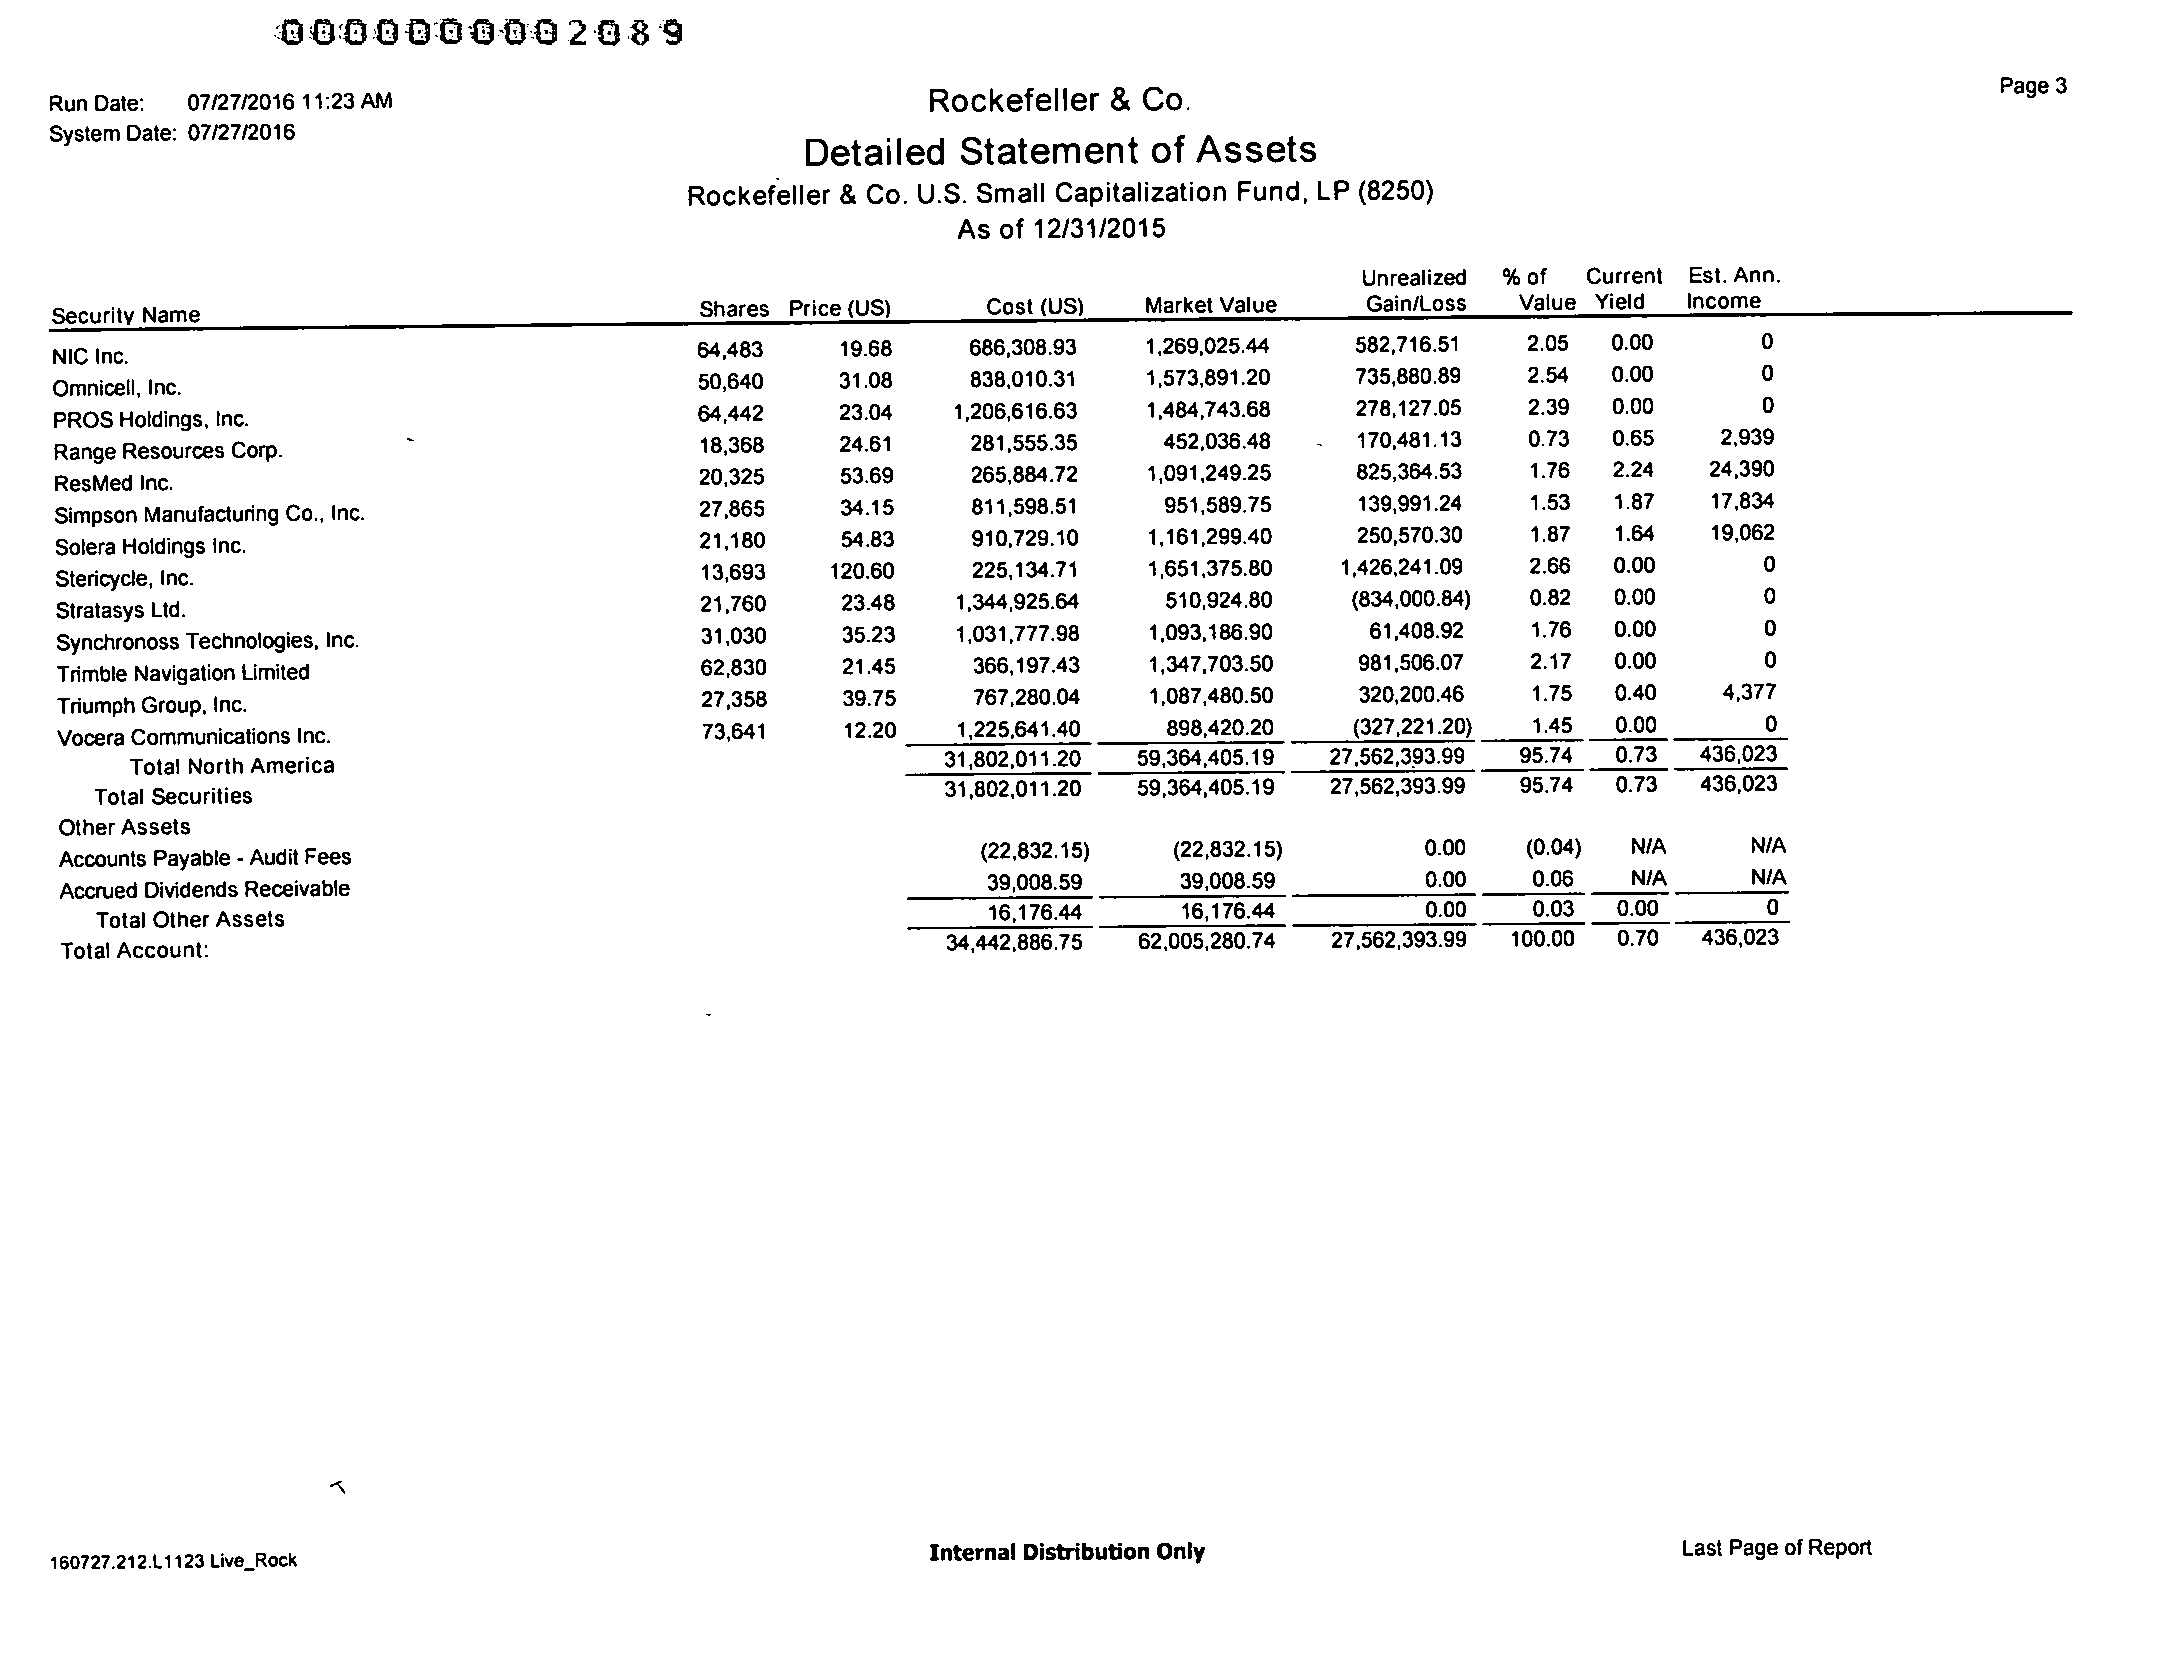 000000002089
Page 3
Run Date: 07/27/2016 11:23 AM
System Date: 07/27/2016
Rockefeller & Co.
Detailed Statement of Assets
Rockefeller & Co. U.S. Small Capitalization Fund, LP (8250)
As of 12/31/2015
Unrealized % of Current Est. Ann.
Security Name Shares Price (US) Cost (US) Market Value Gain/Loss Value Yield Income
NIC Inc. 64,483 19.68 686,308.93 1,269,025.44 582,716.51 2.05 0.00 0
Omnicell, Inc. 50,640 31.08 838,010.31 1,573,891.20 735,880.89 2.54 0.00 0
PROS Holdings, Inc. 64,442 23.04 1,206,616.63 1,484,743.68 278,127.05 2.39 0.00 0
Range Resources Corp. 18,368 24.61 281,555.35 452,036.48 170,481.13 0.73 0.65 2,939
ResMed Inc. 20,325 53.69 265,884.72 1,091,249.25 825,364.53 1.76 2.24 24,390
Simpson Manufacturing Co., Inc. 27,865 34.15 811,598.51 951,589.75 139,991.24 1.53 1.87 17,834
Solera Holdings Inc. 21,180 54.83 910,729.10 1,161,299.40 250,570.30 1.87 1.64 19,062
Stericycle, Inc. 13,693 120.60 225,134.71 1,651,375.80 1,426,241.09 2.66 0.00 0
Stratasys Ltd. 21,760 23.48 1,344,925.64 510,924.80 (834,000.84) 0.82 0.00 0
Synchronoss Technologies, Inc. 31,030 35.23 1,031,777.98 1,093,186.90 61,408.92 1.76 0.00 0
Trimble Navigation Limited 62,830 21.45 366,197.43 1,347,703.50 981,506.07 2.17 0.00 0
Triumph Group, Inc. 27,358 39.75 767,280.04 1,087,480.50 320,200.46 1.75 0.40 4,377
Vocera Communications Inc. 73,641 12.20 1,225,641.40 898,420.20 (327,221.20) 1.45 0.00 0
Total North America 31,802,011.20 59,364,405.19 27,562,393.99 95.74 0.73 436,023
Total Securities 31,802,011.20 59,364,405.19 27,562,393.99 95.74 0.73 436,023
Other Assets
Accounts Payable - Audit Fees (22,832.15) (22,832.15) 0.00 (0.04) N/A N/A
Accrued Dividends Receivable 39,008.59 39,008.59 0.00 0.06 N/A N/A
Total Other Assets 16,176.44 16,176.44 0.00 0.03 0.00 0
Total Account: 34,442,886.75 62,005,280.74 27,562,393.99 100.00 0.70 436,023
160727.212.L1123 Live_Rock Internal Distribution Only Last Page of Report